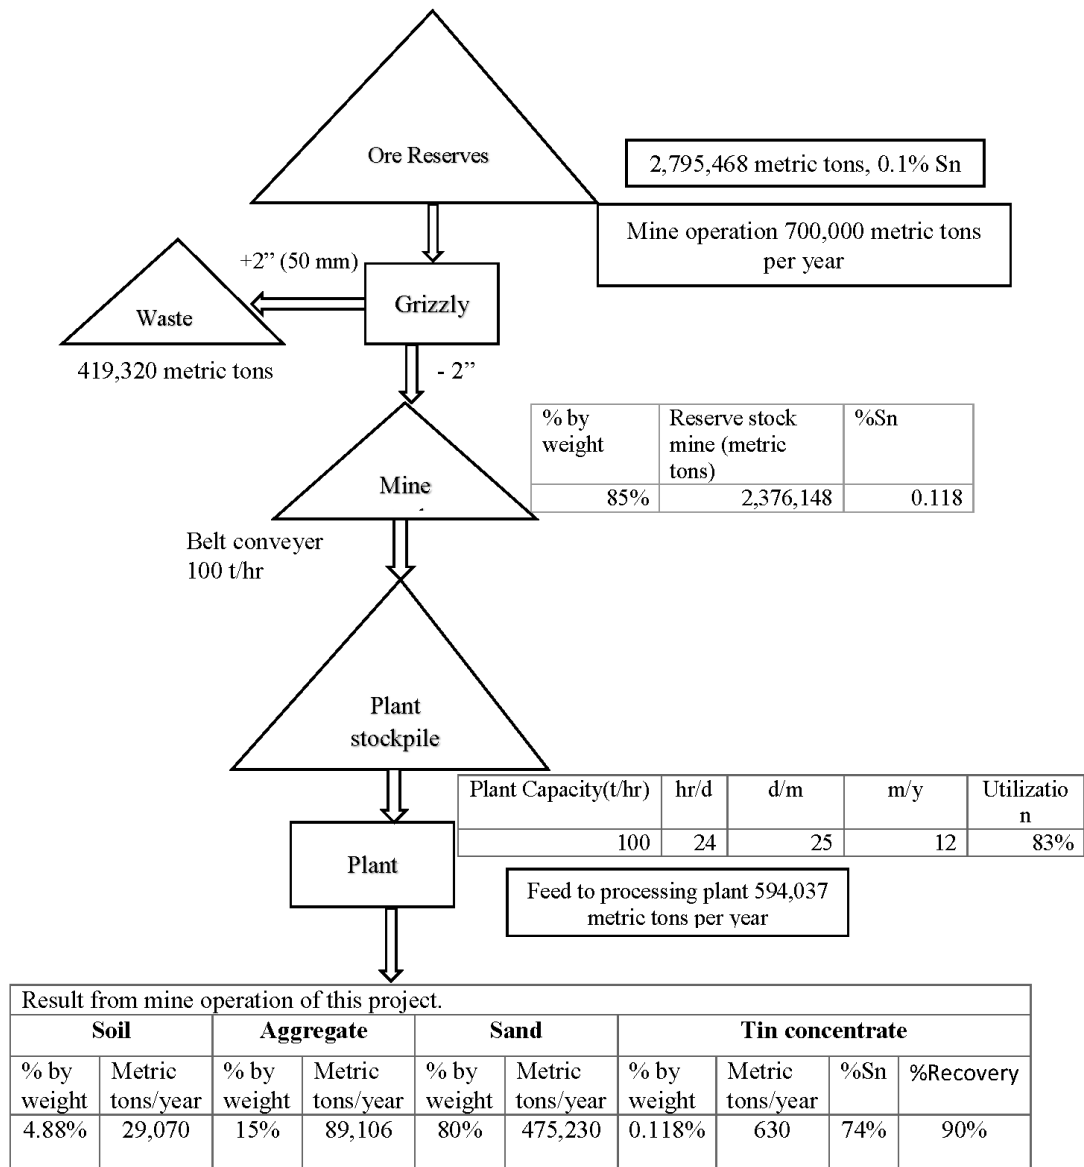 Ore Reserves
2,795,468 metric tons, 0.1% Sn
Mine operation 700,000 metric tons
per year
+2” (50 mm)
Grizzly
Waste
419,320 metric tons
- 2”
% by
weight
Reserve stock
mine (metric
tons)
%Sn
85%
2,376,148
0.118
Mine
Belt conveyer
100 t/hr
Plant
stockpile
Plant Capacity(t/hr)
hr/d
d/m
m/y
Utilizatio
n
100
24
25
12
83%
Plant
Feed to processing plant 594,037
metric tons per year
Result from mine operation of this project.
Soil
Aggregate
Sand
Tin concentrate
% by
weight
Metric
tons/year
% by
weight
Metric
tons/year
% by
weight
Metric
tons/year
% by
weight
Metric
tons/year
%Sn
%Recovery
4.88%
29,070
15%
89,106
80%
475,230
0.118%
630
74%
90%